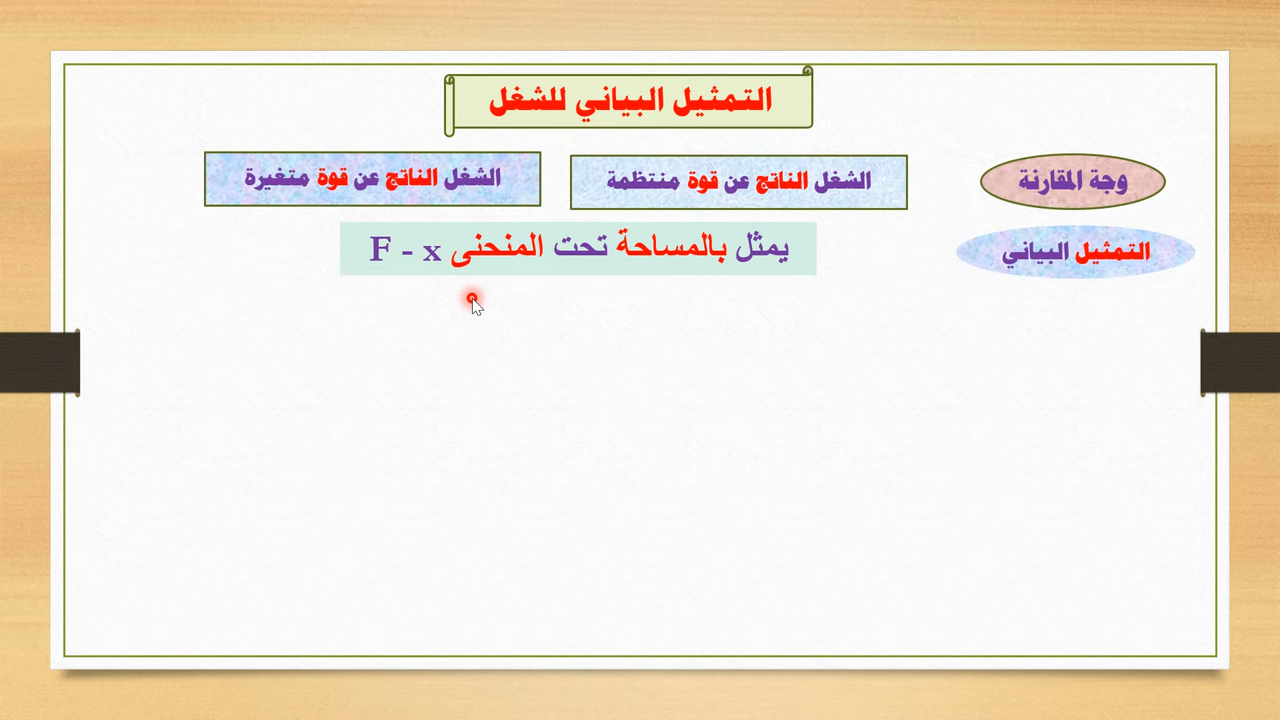 التمثيل البياني للشغل
وجة المقارنة
الشغل الناتج عن قوة منتظمة
الشغل الناتج عن قوة متغيرة
التمثيل البياني
يمثل بالمساحة تحت المنحنى F - x